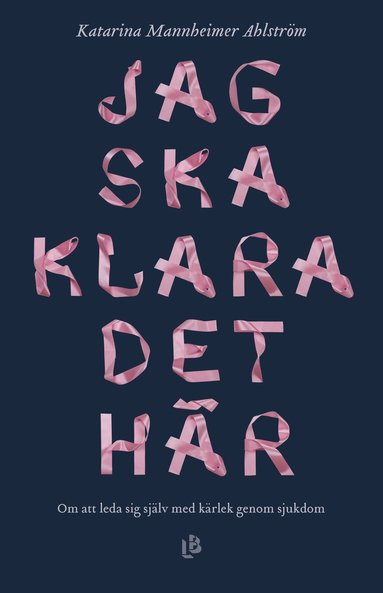 Katarina Mannheimer Ahlström
JAG
SKA
KLARA
DET
HÄR
Om att leda sig själv med kärlek genom sjukdom
LB